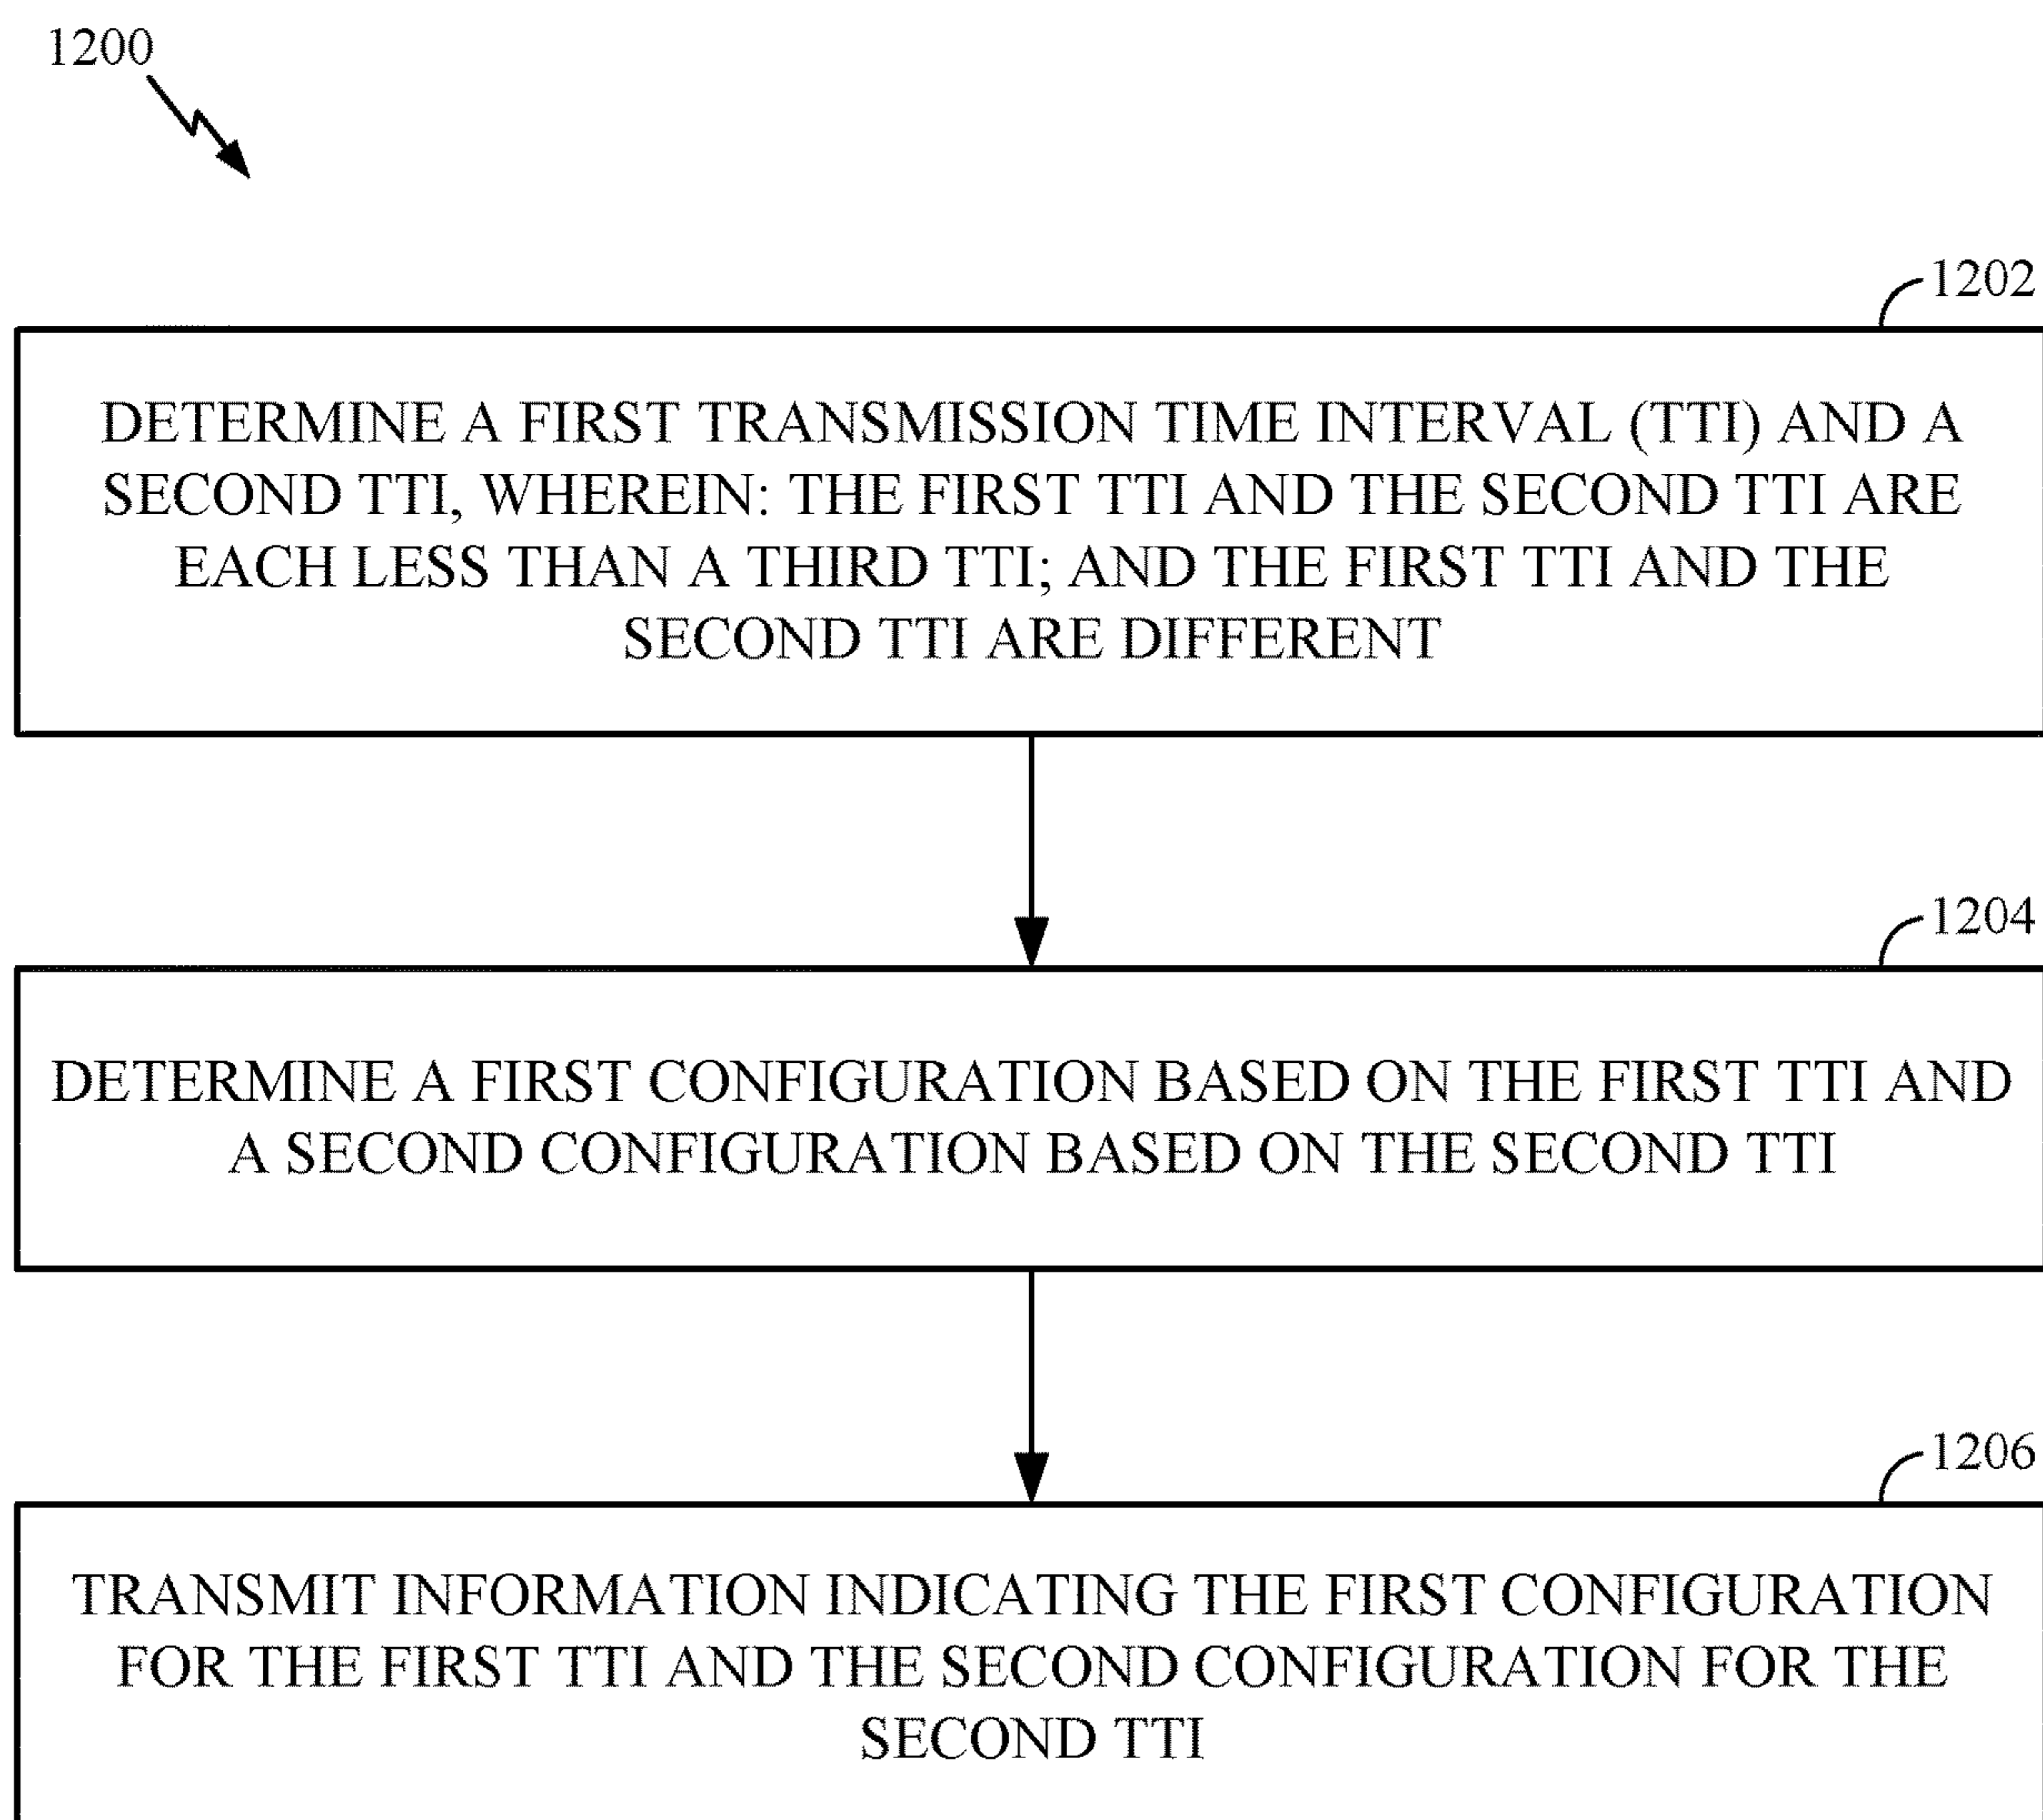 1200
1202
DETERMINE A FIRST TRANSMISSION TIME INTERVAL (TTI) AND A
SECOND TTI, WHEREIN: THE FIRST TTI AND THE SECOND TTI ARE
EACH LESS THAN A THIRD TTI; AND THE FIRST TTI AND THE
SECOND TTI ARE DIFFERENT
1204
DETERMINE A FIRST CONFIGURATION BASED ON THE FIRST TTI AND
A SECOND CONFIGURATION BASED ON THE SECOND TTI
1206
TRANSMIT INFORMATION INDICATING THE FIRST CONFIGURATION
FOR THE FIRST TTI AND THE SECOND CONFIGURATION FOR THE
SECOND TTI